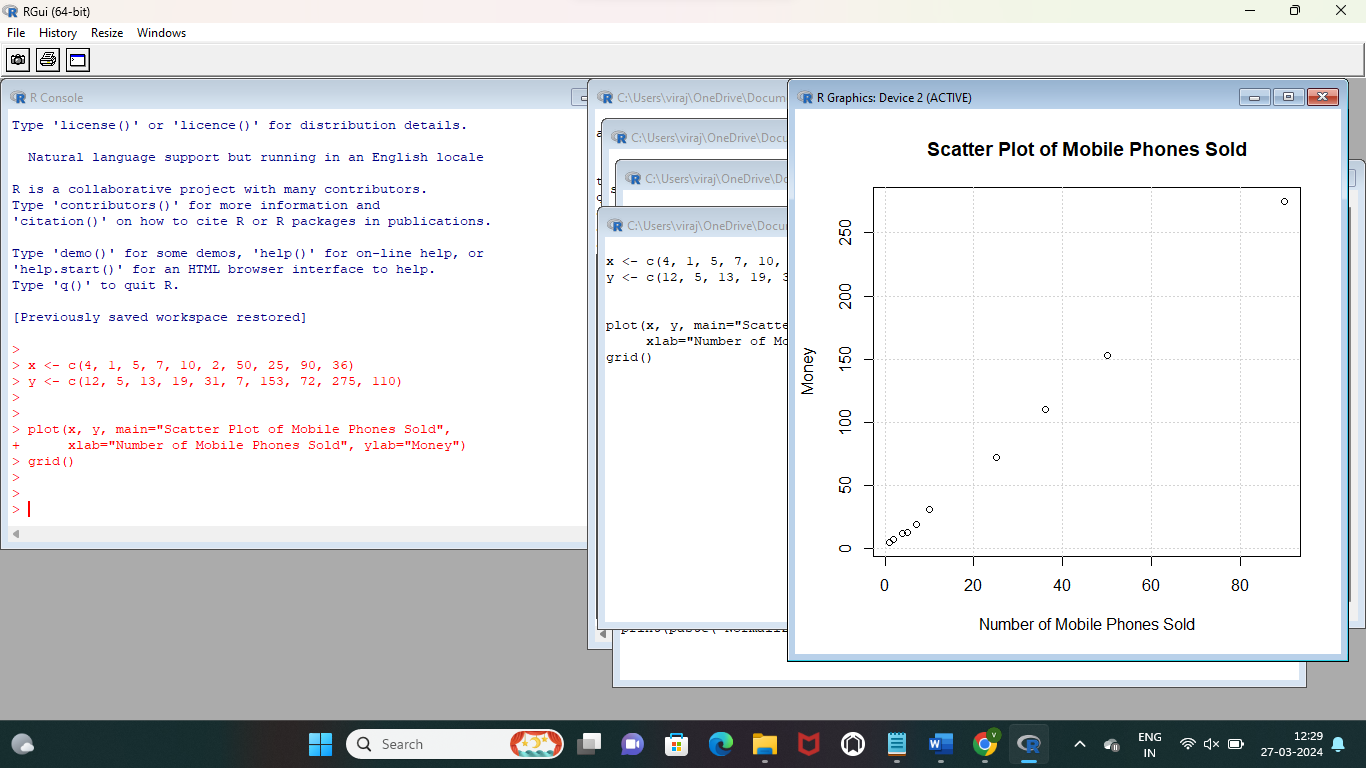 RGui (64-bit)
File History Resize Windows
R Console
Type 'license()' or 'licence()' for distribution details.
Natural language support but running in an English locale
R is a collaborative project with many contributors.
Type 'contributors()' for more information and
'citation()' on how to cite R or R packages in publications.
Type 'demo()' for some demos, 'help()' for on-line help, or
'help.start()' for an HTML browser interface to help.
Type 'q()' to quit R.
[Previously saved workspace restored]
>
> x <- c(4, 1, 5, 7, 10, 2, 50, 25, 90, 36)
> y <- c(12, 5, 13, 19, 31, 7, 153, 72, 275, 110)
>
>
> plot(x, y, main="Scatter Plot of Mobile Phones Sold",
+      xlab="Number of Mobile Phones Sold", ylab="Money")
> grid()
>
>
>
C:\Users\viraj\OneDrive\Docum
C:\Users\viraj\OneDrive\Docu
C:\Users\viraj\OneDrive\Do
C:\Users\viraj\OneDrive\Docu
x <- c(4, 1, 5, 7, 10,
y <- c(12, 5, 13, 19, 3
plot(x, y, main="Scatte
xlab="Number of Mo
grid()
R Graphics: Device 2 (ACTIVE)
Scatter Plot of Mobile Phones Sold
Money
250
200
150
100
50
0
0 20 40 60 80
Number of Mobile Phones Sold
Search
ENG
IN
12:29
27-03-2024